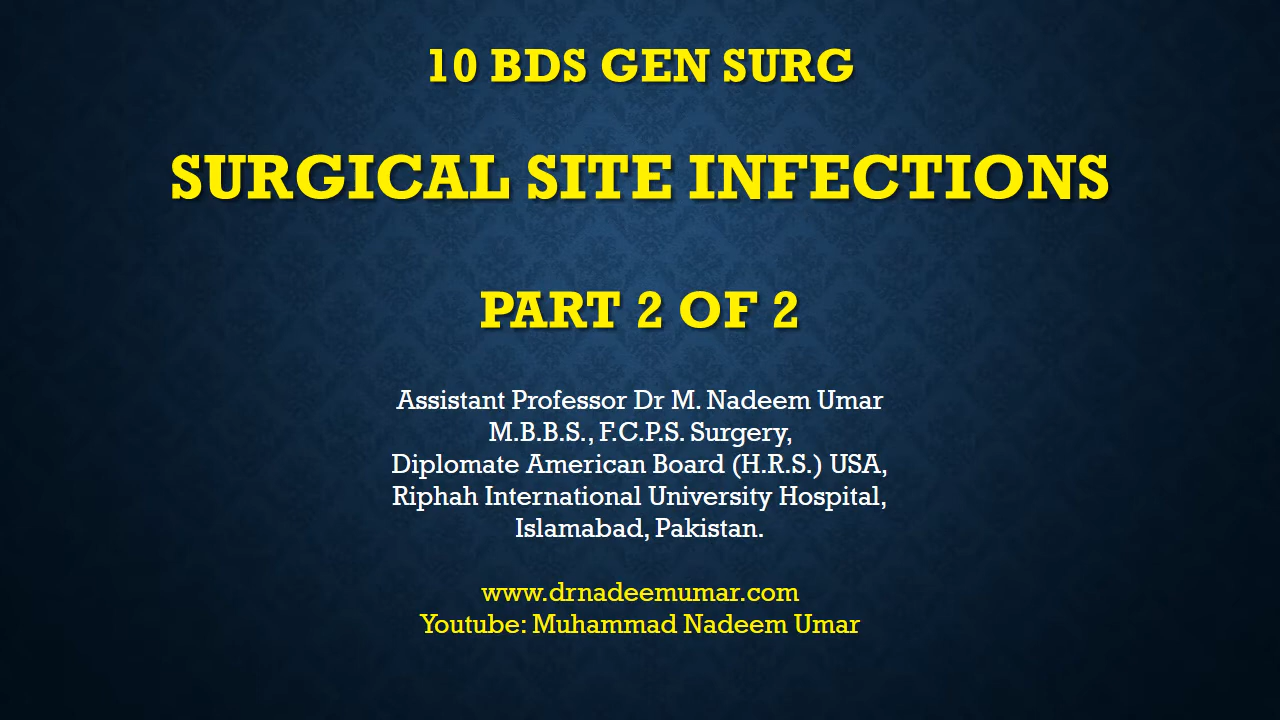 10 BDS GEN SURG
SURGICAL SITE INFECTIONS
PART 2 OF 2
Assistant Professor Dr M. Nadeem Umar
M.B.B.S., F.C.P.S. Surgery,
Diplomate American Board (H.R.S.) USA,
Riphah International University Hospital,
Islamabad, Pakistan.
www.drnadeemumar.com
Youtube: Muhammad Nadeem Umar